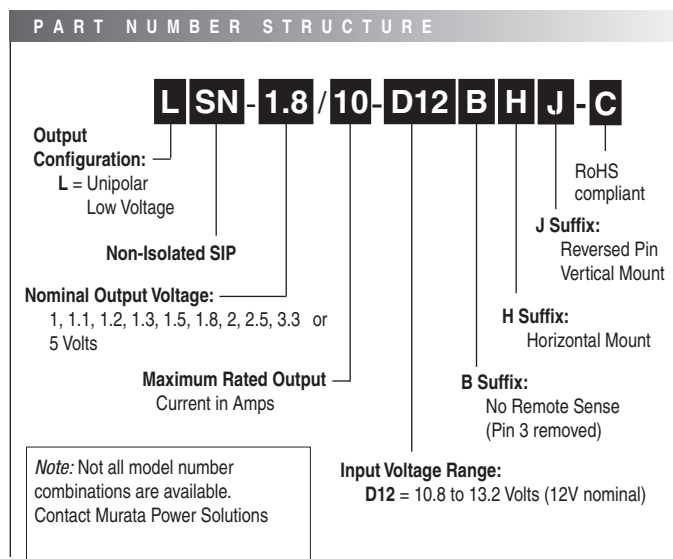 PART NUMBER STRUCTURE
L SN - 1.8 / 10 - D12 B H J - C
Output
Configuration:
L = Unipolar
Low Voltage
RoHS
compliant
J Suffix:
Reversed Pin
Vertical Mount
Non-Isolated SIP
Nominal Output Voltage:
1, 1.1, 1.2, 1.3, 1.5, 1.8, 2, 2.5, 3.3 or
5 Volts
H Suffix:
Horizontal Mount
Maximum Rated Output
Current in Amps
B Suffix:
No Remote Sense
(Pin 3 removed)
Note: Not all model number
combinations are available.
Contact Murata Power Solutions
Input Voltage Range:
D12 = 10.8 to 13.2 Volts (12V nominal)